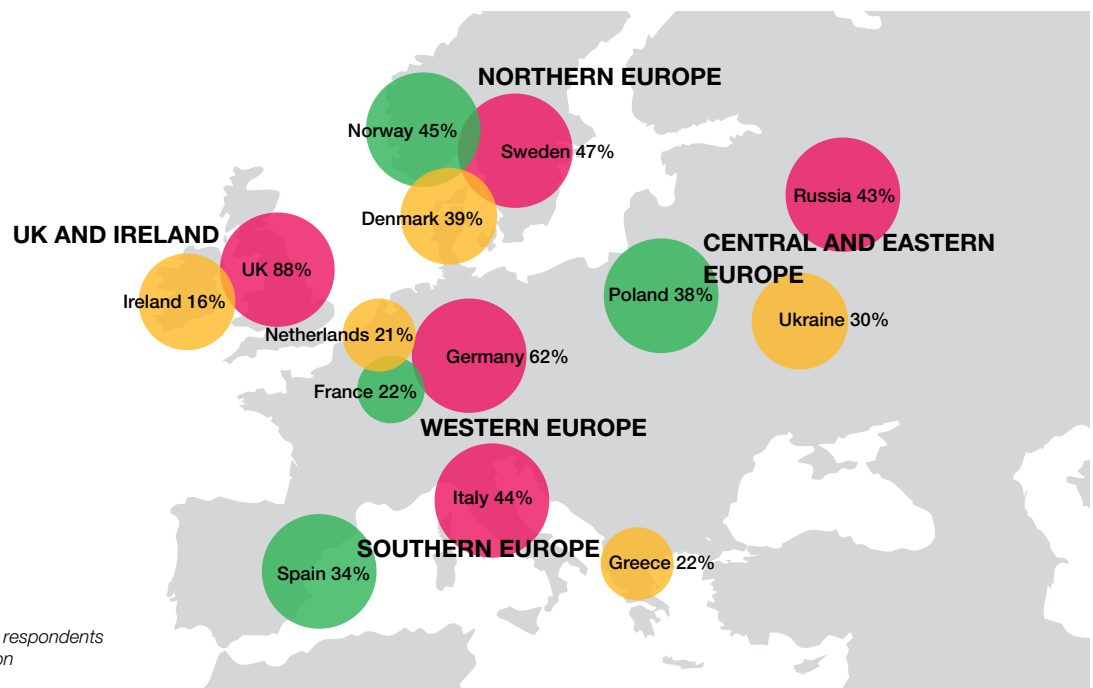 NORTHERN EUROPE
Norway 45%
Sweden 47%
Denmark 39%
Russia 43%
UK AND IRELAND
UK 88%
Ireland 16%
CENTRAL AND EASTERN
EUROPE
Poland 38%
Ukraine 30%
Netherlands 21%
Germany 62%
France 22%
WESTERN EUROPE
Italy 44%
SOUTHERN EUROPE
Spain 34%
Greece 22%
respondents